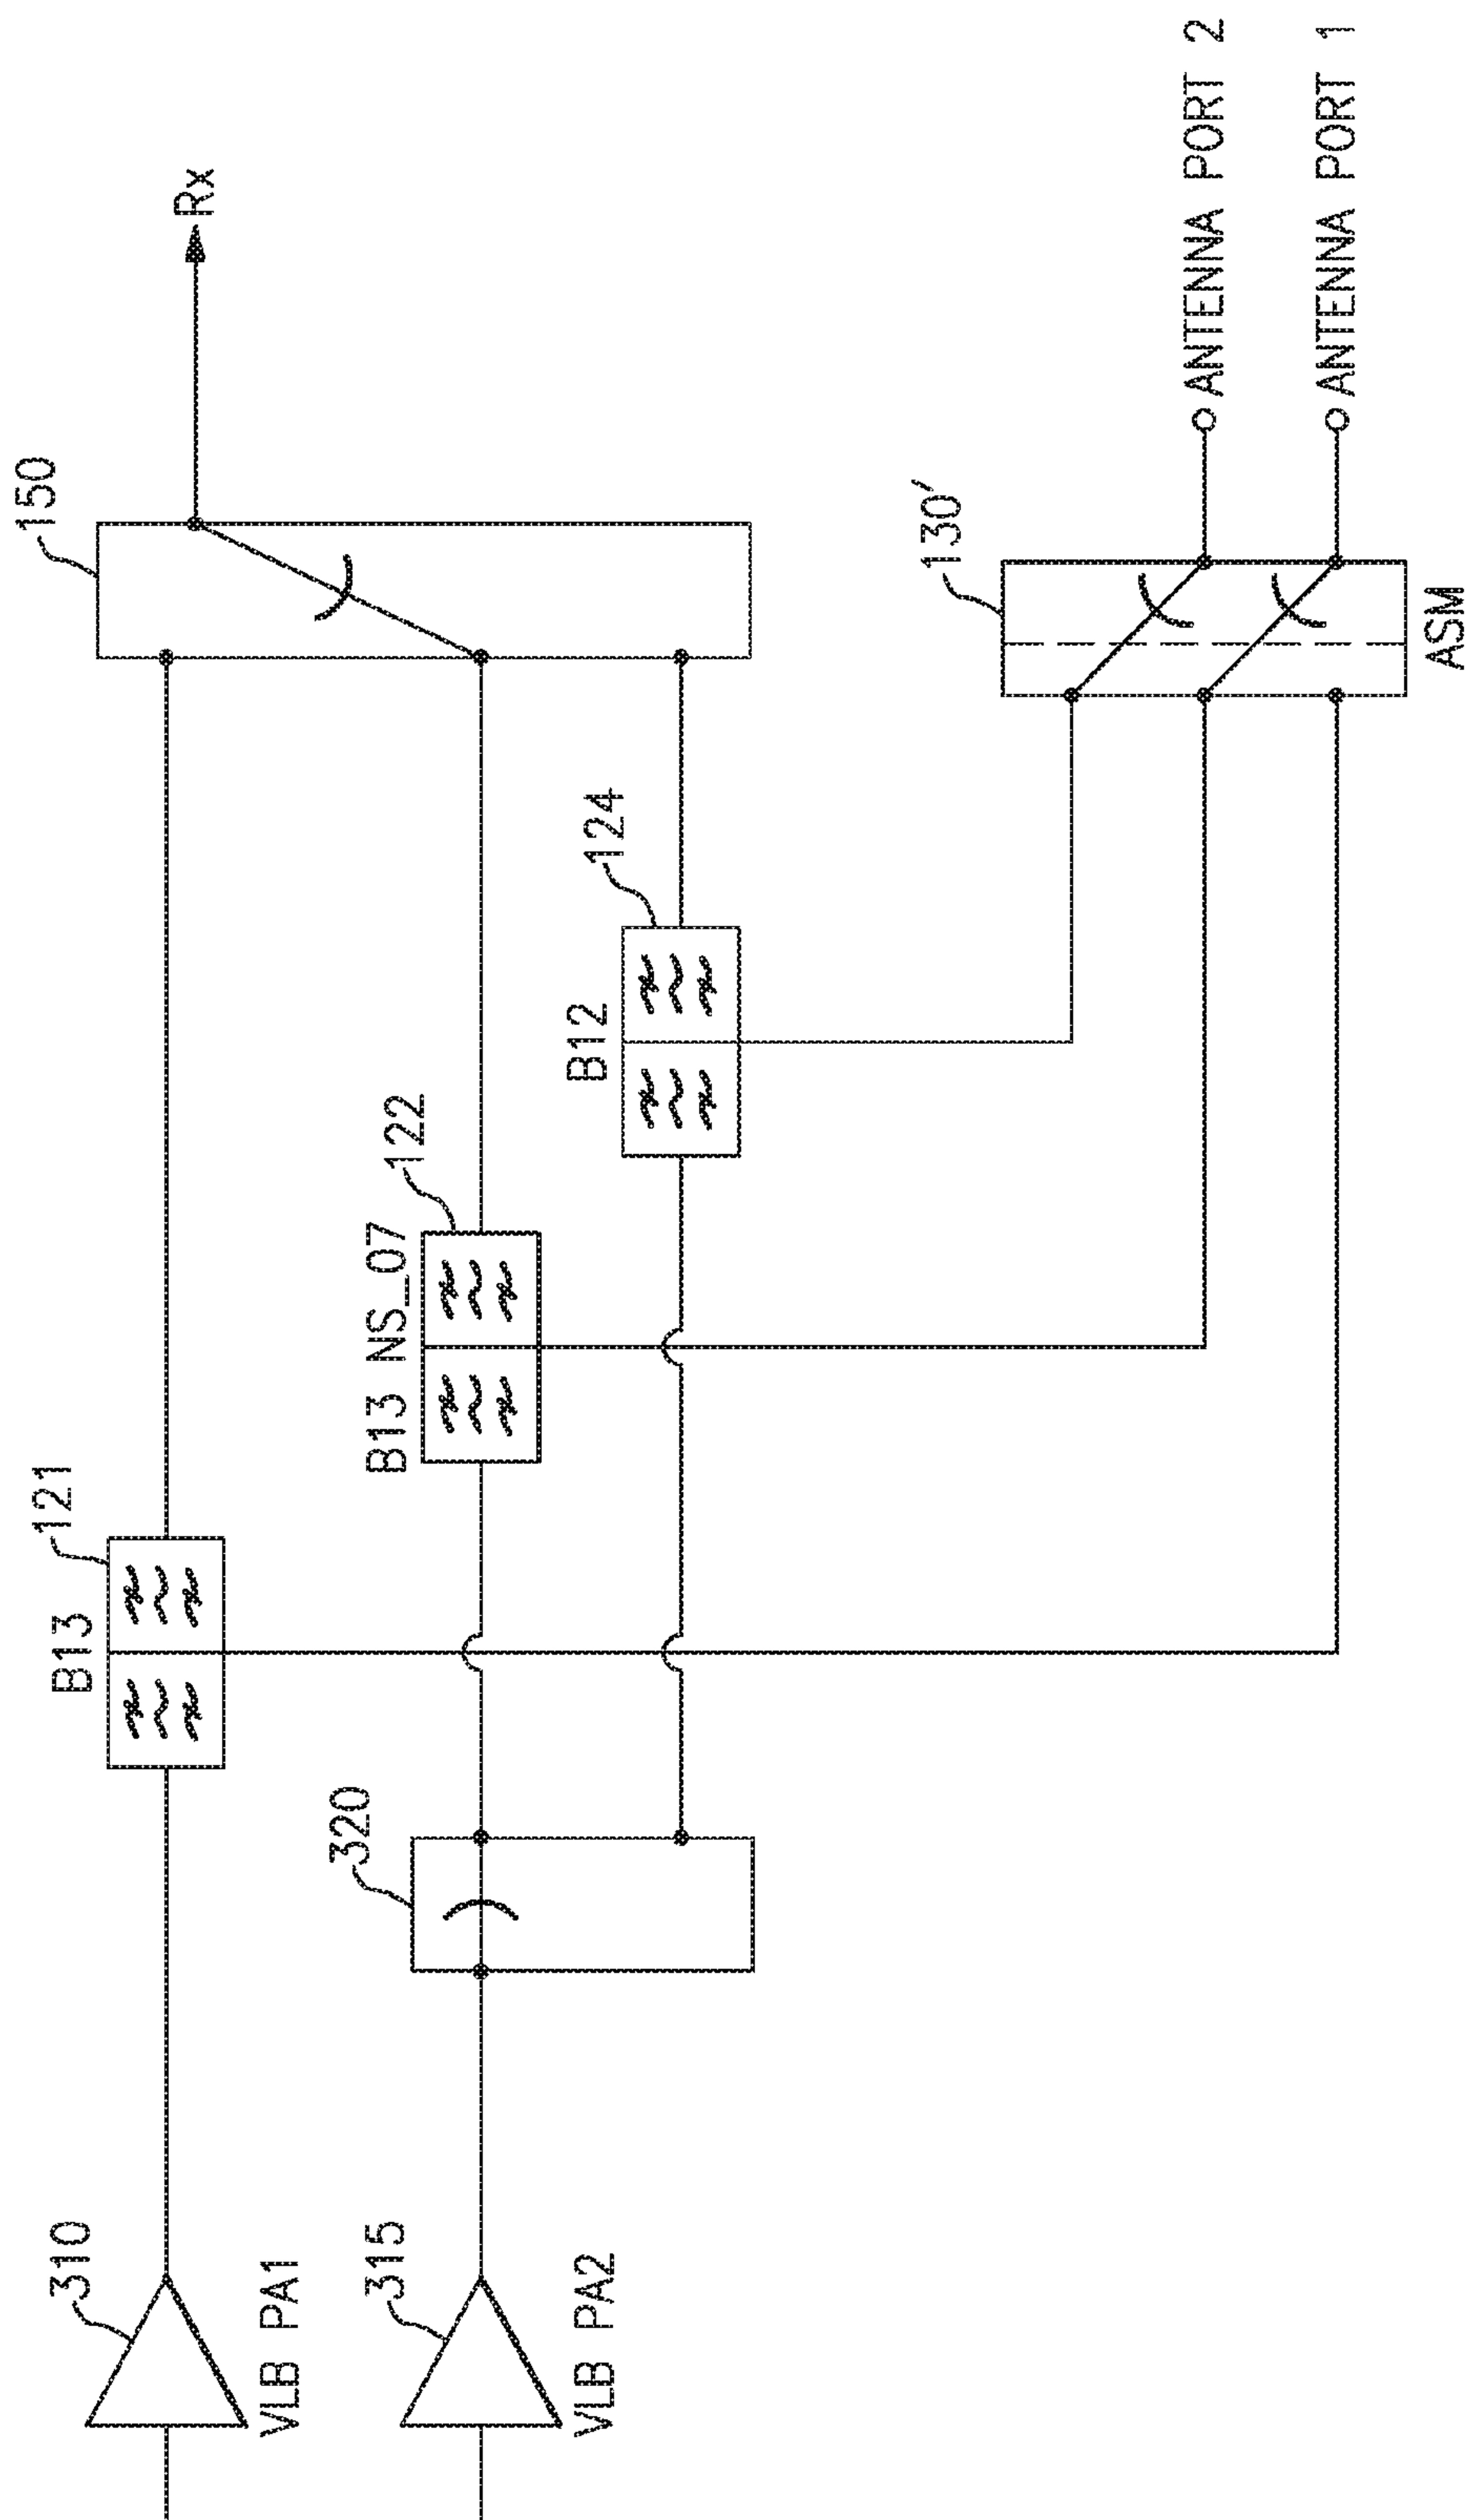 310
VLB PA1
B13
121
150
Rx
315
VLB PA2
320
B13 NS_07
122
B12
124
130′
ASM
ANTENNA PORT 2
ANTENNA PORT 1